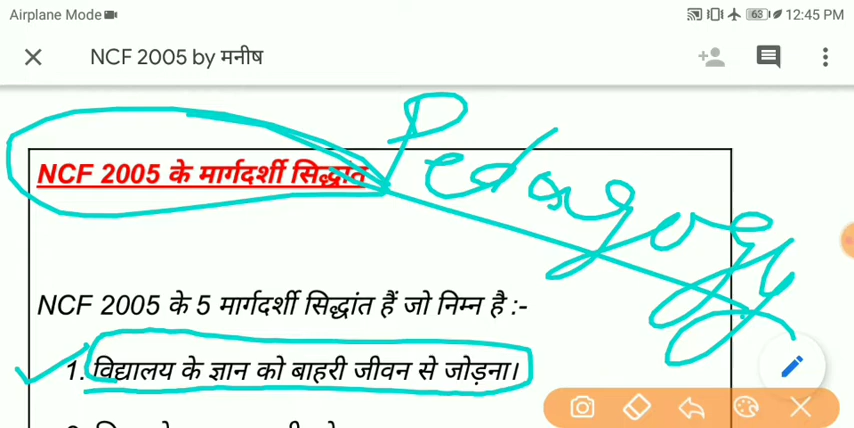 Airplane Mode 63 12:45 PM
NCF 2005 by मनीष
Pedagogy
NCF 2005 के मार्गदर्शी सिद्धांत
NCF 2005 के 5 मार्गदर्शी सिद्धांत हैं जो निम्न है :-
1. विद्यालय के ज्ञान को बाहरी जीवन से जोड़ना।